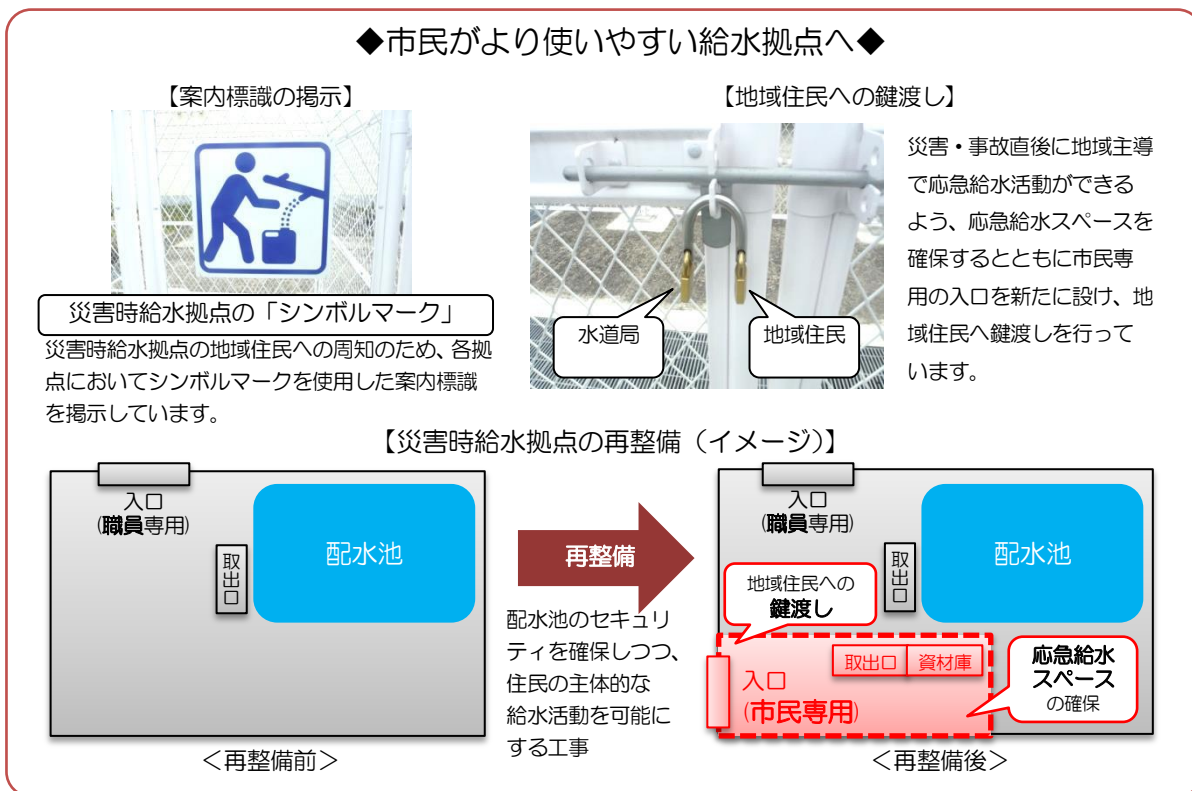 ◆市民がより使いやすい給水拠点へ◆
【案内標識の掲示】
災害時給水拠点の「シンボルマーク」
災害時給水拠点の地域住民への周知のため、各拠
点においてシンボルマークを使用した案内標識
を掲示しています。
【地域住民への鍵渡し】
水道局
地域住民
災害・事故直後に地域主導
で応急給水活動ができる
よう、応急給水スペースを
確保するとともに市民専
用の入口を新たに設け、地
域住民へ鍵渡しを行って
います。
【災害時給水拠点の再整備（イメージ）】
入口
(職員専用)
取出口
配水池
＜再整備前＞
再整備
配水池のセキュリ
ティを確保しつつ、
住民の主体的な
給水活動を可能に
する工事
入口
(職員専用)
取出口
配水池
地域住民への
鍵渡し
取出口
資材庫
入口
(市民専用)
応急給水
スペース
の確保
＜再整備後＞